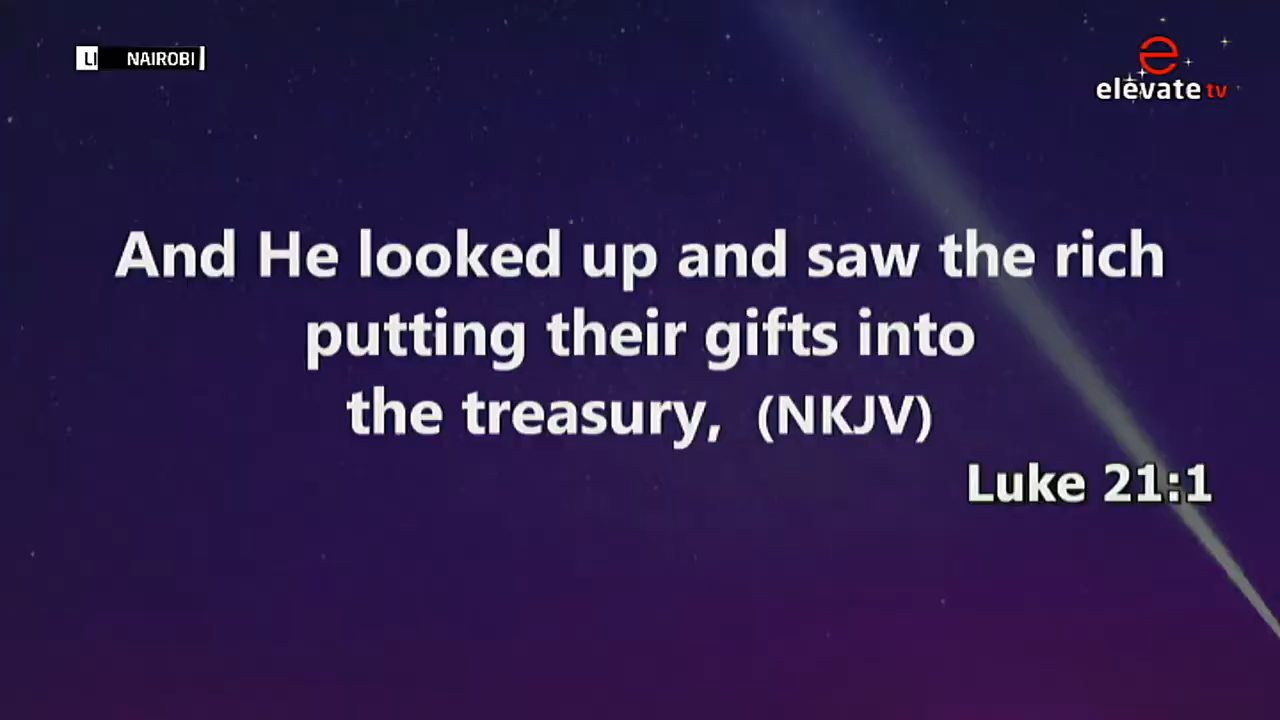 LI NAIROBI
e
elevate tv
And He looked up and saw the rich
putting their gifts into
the treasury, (NKJV)
Luke 21:1